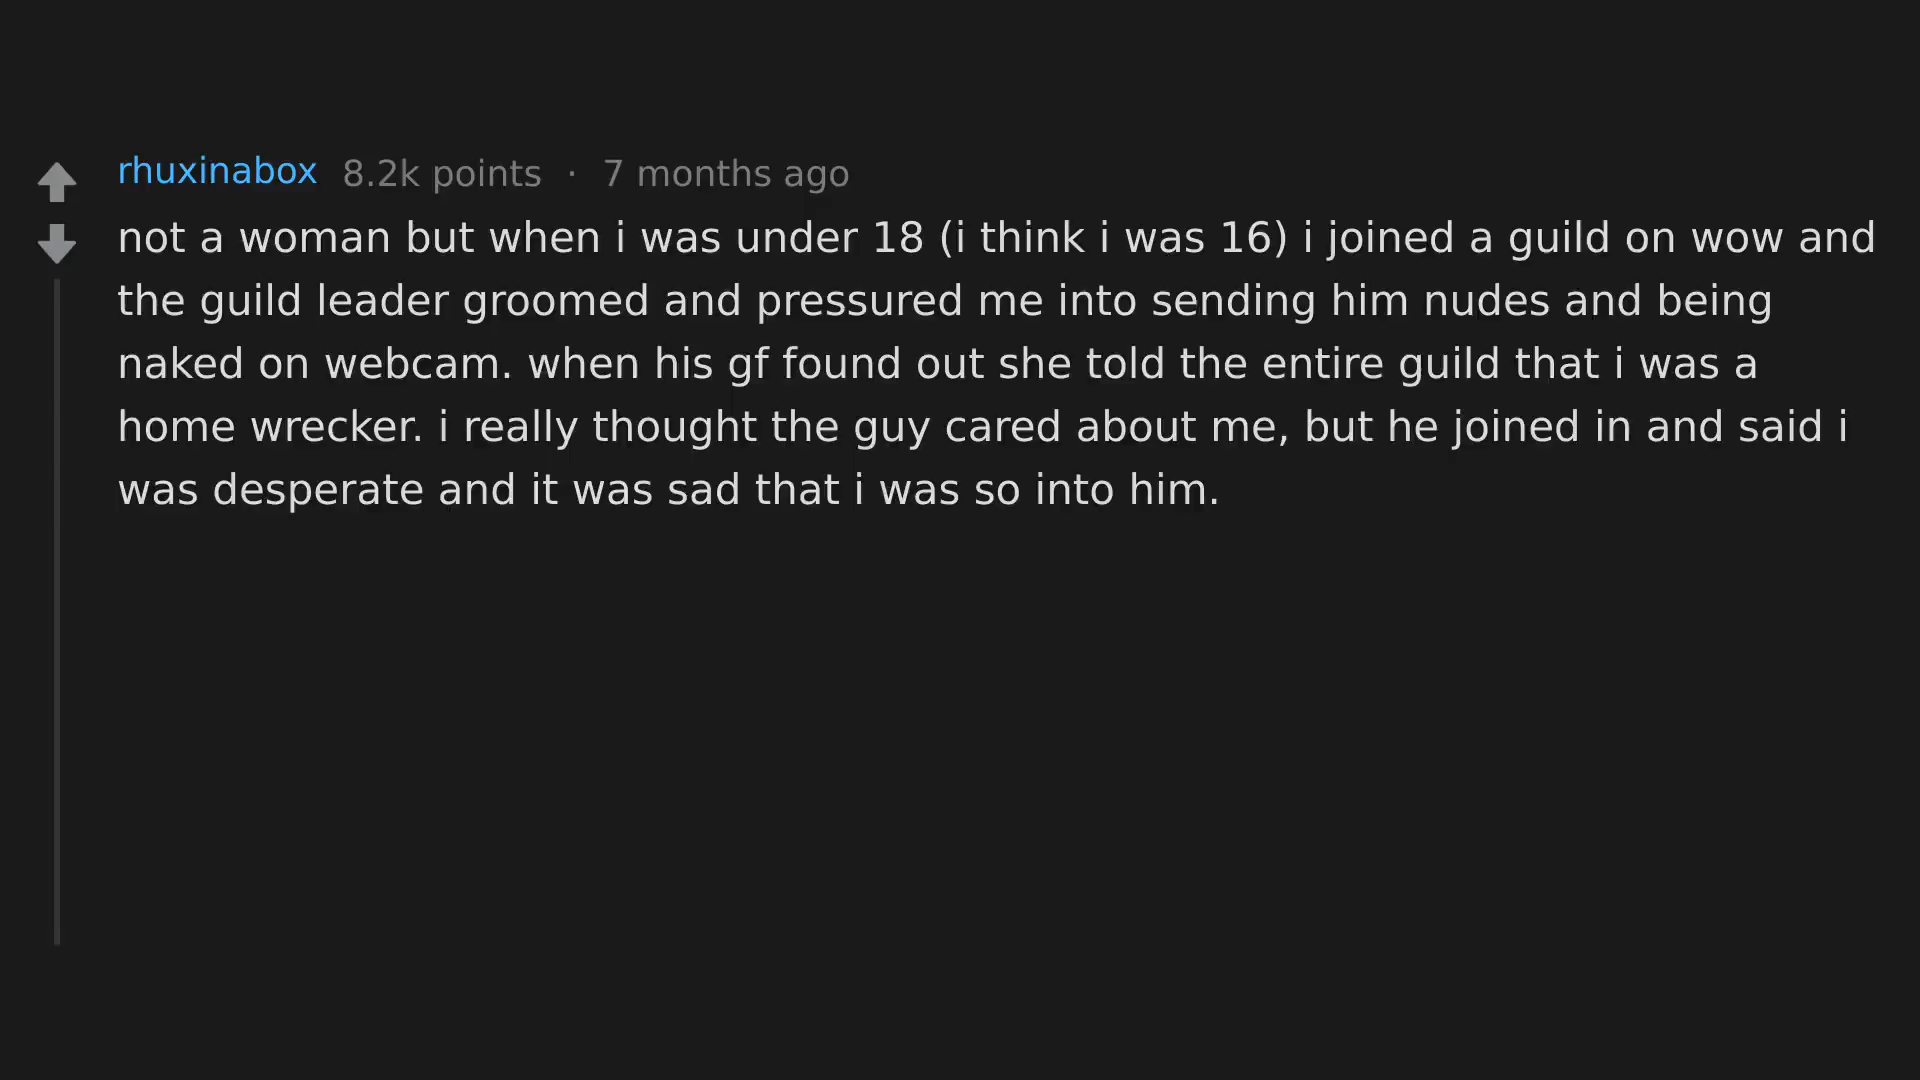 rhuxinabox 8.2k points · 7 months ago
not a woman but when i was under 18 (i think i was 16) i joined a guild on wow and
the guild leader groomed and pressured me into sending him nudes and being
naked on webcam. when his gf found out she told the entire guild that i was a
home wrecker. i really thought the guy cared about me, but he joined in and said i
was desperate and it was sad that i was so into him.